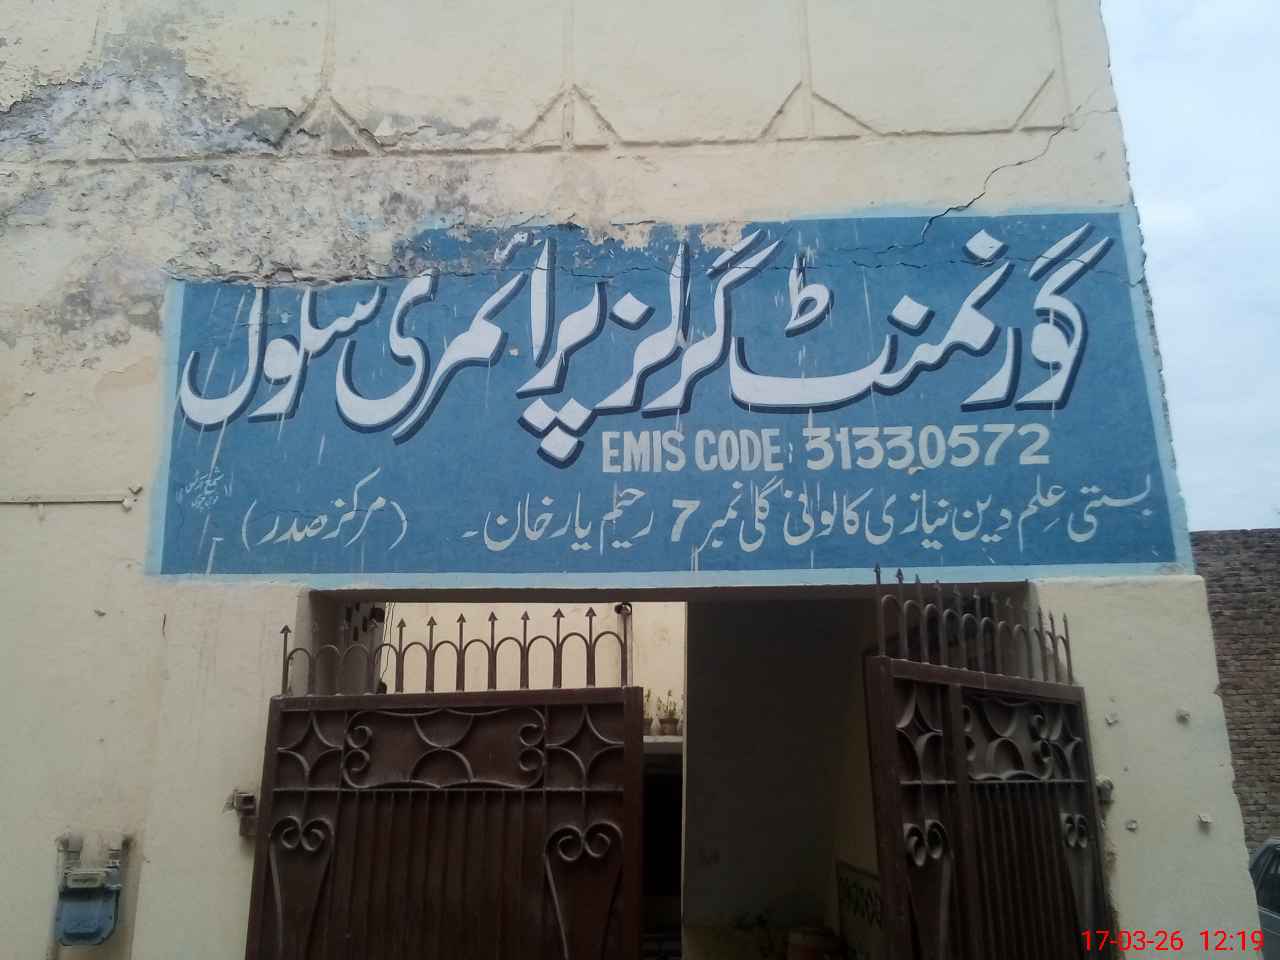 گورنمنٹ گرلز پرائمری سکول
EMIS CODE: 31330572
بستی علم دین نیازی کالونی گلی نمبر 7 رحیم یار خان۔ (مرکز صدر)
17-03-26 12:19